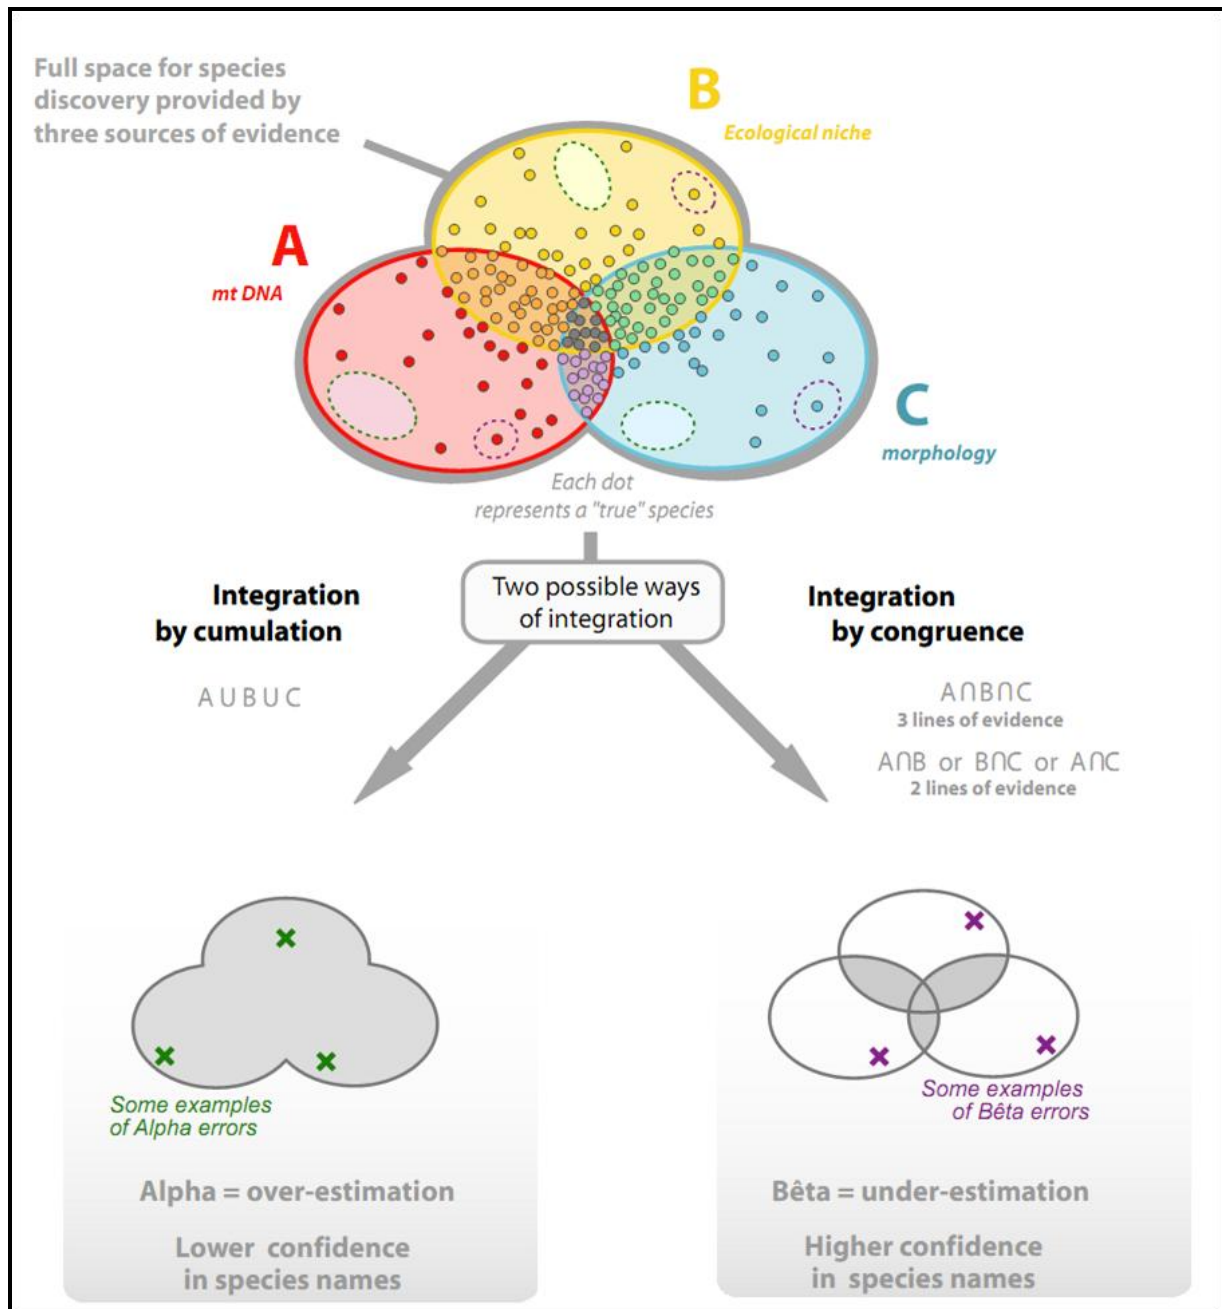 Full space for species
discovery provided by
three sources of evidence
B
Ecological niche
A
mt DNA
C
morphology
Each dot
represents a "true" species
Two possible ways
of integration
Integration
by cumulation
A U B U C
Integration
by congruence
A∩B∩C
3 lines of evidence
A∩B or B∩C or A∩C
2 lines of evidence
Some examples
of Alpha errors
Alpha = over-estimation
Lower confidence
in species names
Some examples
of Bêta errors
Bêta = under-estimation
Higher confidence
in species names